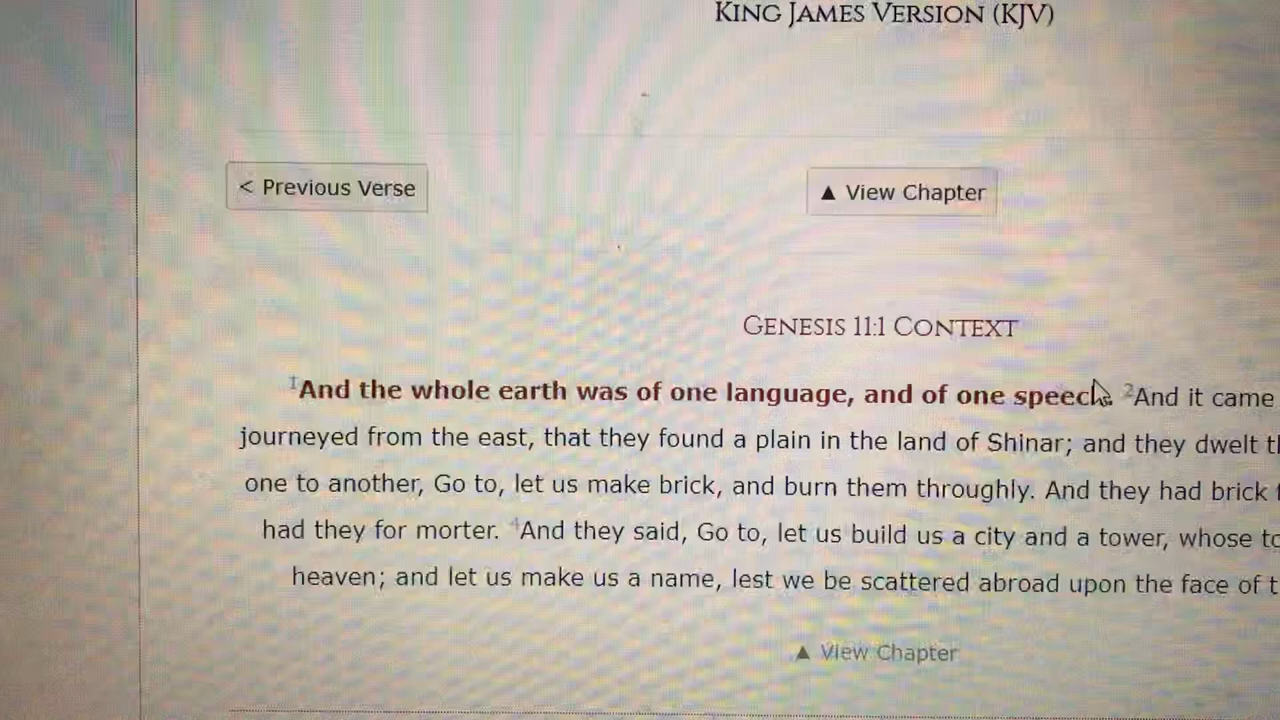 KING JAMES VERSION (KJV)
< Previous Verse
▲ View Chapter
GENESIS 11:1 CONTEXT
1And the whole earth was of one language, and of one speech. 2And it came
journeyed from the east, that they found a plain in the land of Shinar; and they dwelt
one to another, Go to, let us make brick, and burn them throughly. And they had brick
had they for morter. 4And they said, Go to, let us build us a city and a tower, whose
heaven; and let us make us a name, lest we be scattered abroad upon the face of
▲ View Chapter